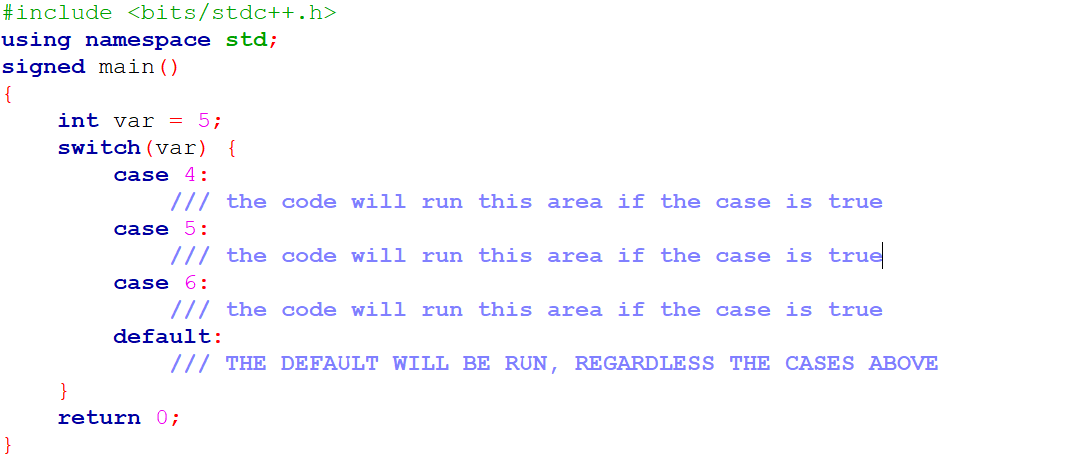 #include <bits/stdc++.h>
using namespace std;
signed main()
{
    int var = 5;
    switch(var) {
        case 4:
            /// the code will run this area if the case is true
        case 5:
            /// the code will run this area if the case is true
        case 6:
            /// the code will run this area if the case is true
        default:
            /// THE DEFAULT WILL BE RUN, REGARDLESS THE CASES ABOVE
    }
    return 0;
}